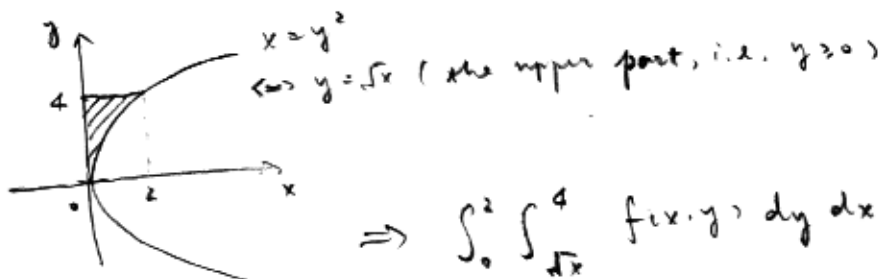 y
x = y²
⟺ y = √x ( the upper part, i.e. y ≥ 0 )
4
0 2 x
⟹ ∫₀² ∫_{√x}^{4} f(x,y) dy dx